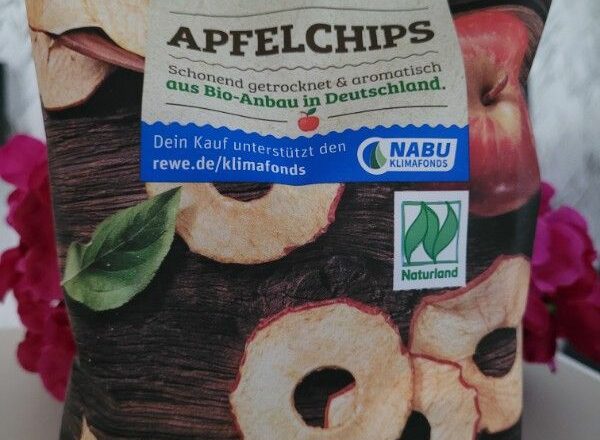 APFELCHIPS
Schonend getrocknet & aromatisch
aus Bio-Anbau in Deutschland.
Dein Kauf unterstützt den
rewe.de/klimafonds
NABU
KLIMAFONDS
Naturland